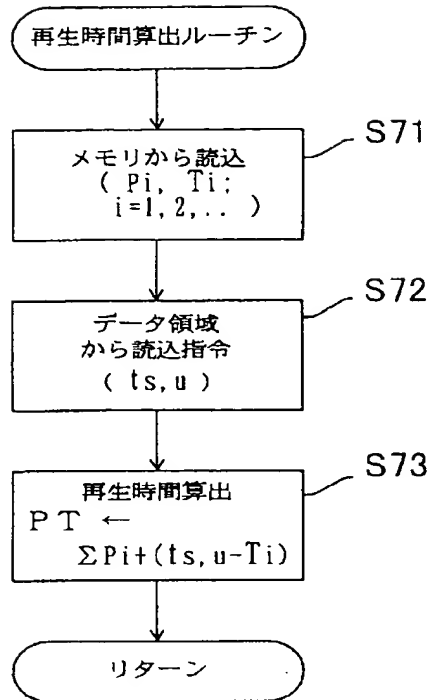 再生時間算出ルーチン
S71
メモリから読込
( Pi, Ti;
i=1,2,.. )
S72
データ領域
から読込指令
( ts,u )
S73
再生時間算出
PT ←
ΣPi+(ts,u-Ti)
リターン